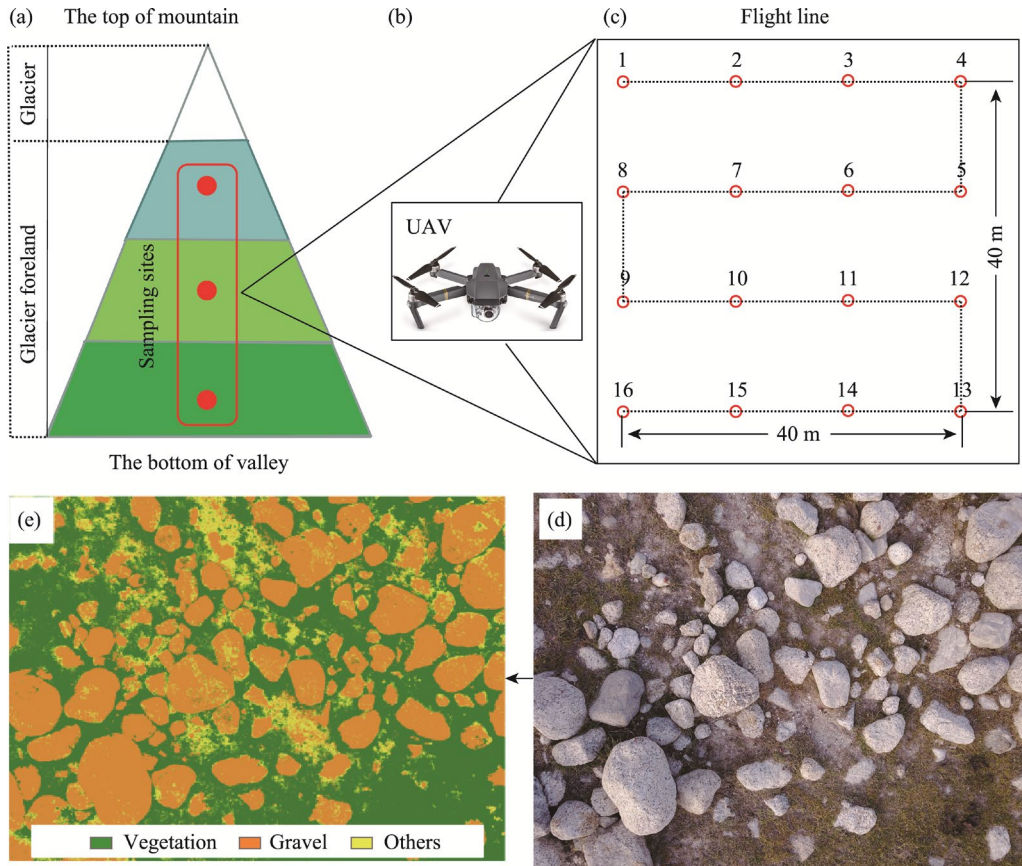 (a)
The top of mountain
(b)
(c)
Flight line
Glacier
Glacier foreland
Sampling sites
The bottom of valley
UAV
1 2 3 4
8 7 6 5
9 10 11 12
16 15 14 13
40 m
40 m
(e)
(d)
Vegetation Gravel Others